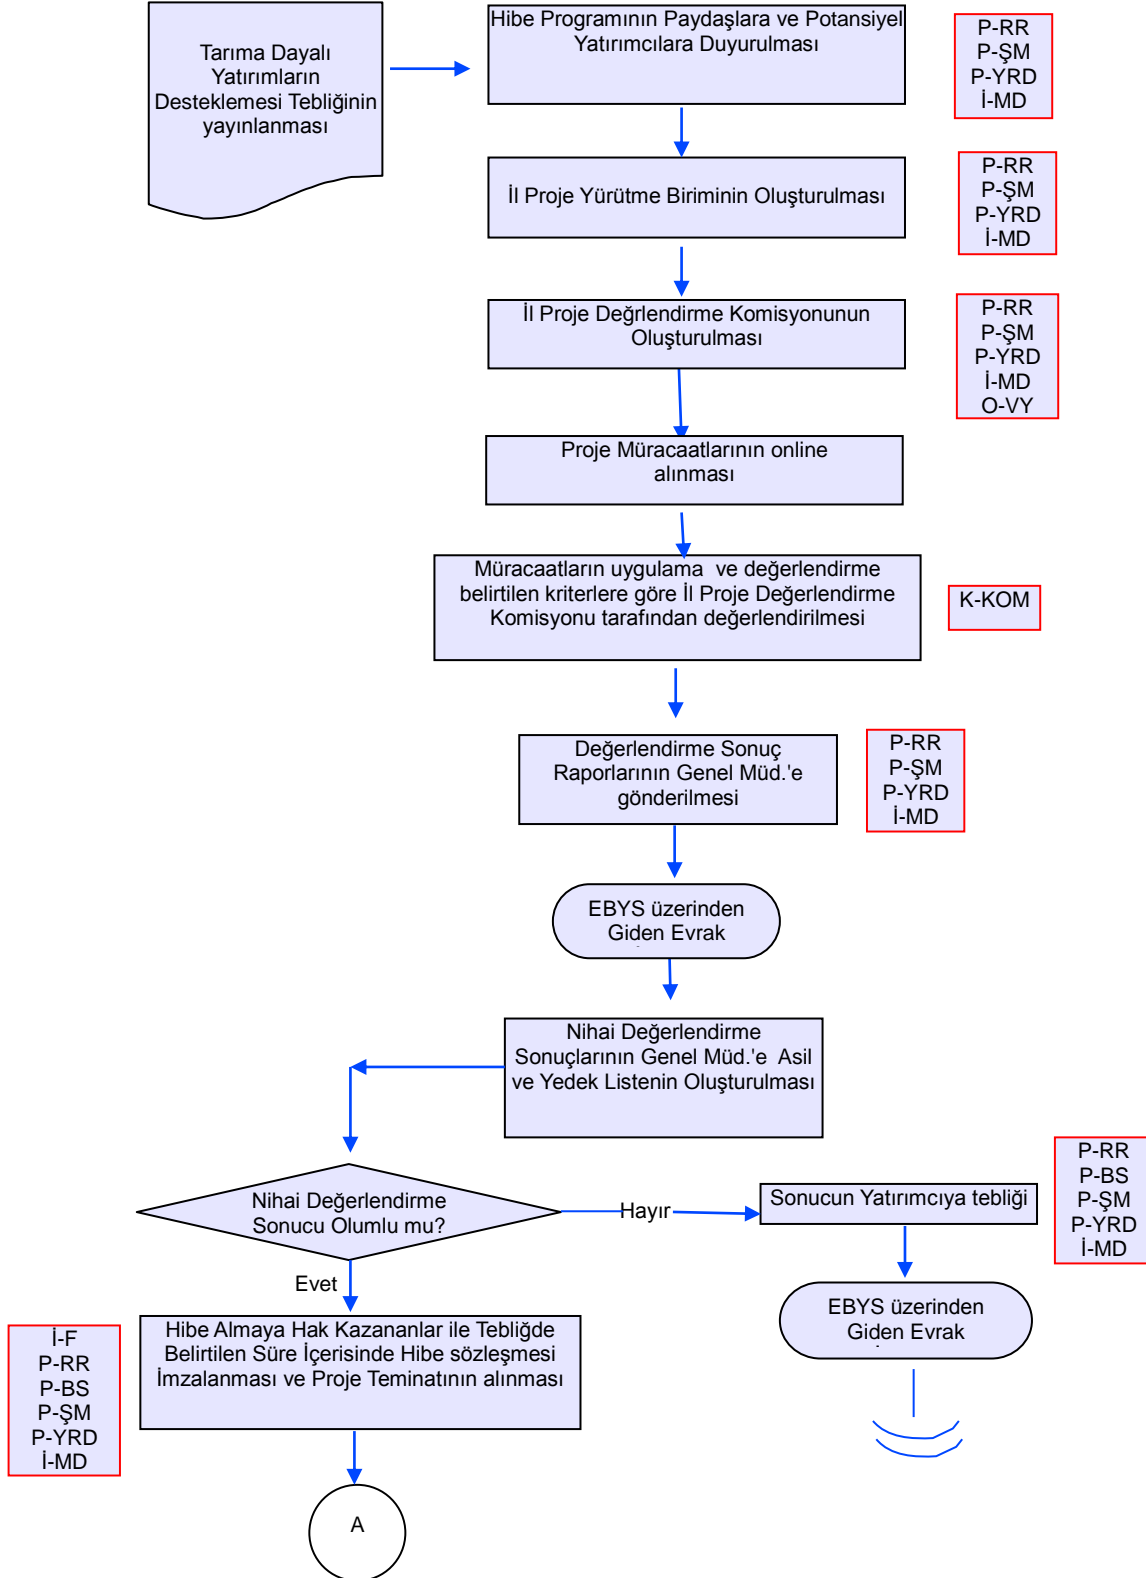 Tarıma Dayalı
Yatırımların
Desteklemesi Tebliğinin
yayınlanması
Hibe Programının Paydaşlara ve Potansiyel
Yatırımcılara Duyurulması
P-RR
P-ŞM
P-YRD
İ-MD
İl Proje Yürütme Biriminin Oluşturulması
P-RR
P-ŞM
P-YRD
İ-MD
İl Proje Değrlendirme Komisyonunun
Oluşturulması
P-RR
P-ŞM
P-YRD
İ-MD
O-VY
Proje Müracaatlarının online
alınması
Müracaatların uygulama ve değerlendirme
belirtilen kriterlere göre İl Proje Değerlendirme
Komisyonu tarafından değerlendirilmesi
K-KOM
Değerlendirme Sonuç
Raporlarının Genel Müd.'e
gönderilmesi
P-RR
P-ŞM
P-YRD
İ-MD
EBYS üzerinden
Giden Evrak
Nihai Değerlendirme
Sonuçlarının Genel Müd.'e Asil
ve Yedek Listenin Oluşturulması
Nihai Değerlendirme
Sonucu Olumlu mu?
Hayır
Sonucun Yatırımcıya tebliği
P-RR
P-BS
P-ŞM
P-YRD
İ-MD
EBYS üzerinden
Giden Evrak
Evet
İ-F
P-RR
P-BS
P-ŞM
P-YRD
İ-MD
Hibe Almaya Hak Kazananlar ile Tebliğde
Belirtilen Süre İçerisinde Hibe sözleşmesi
İmzalanması ve Proje Teminatının alınması
A